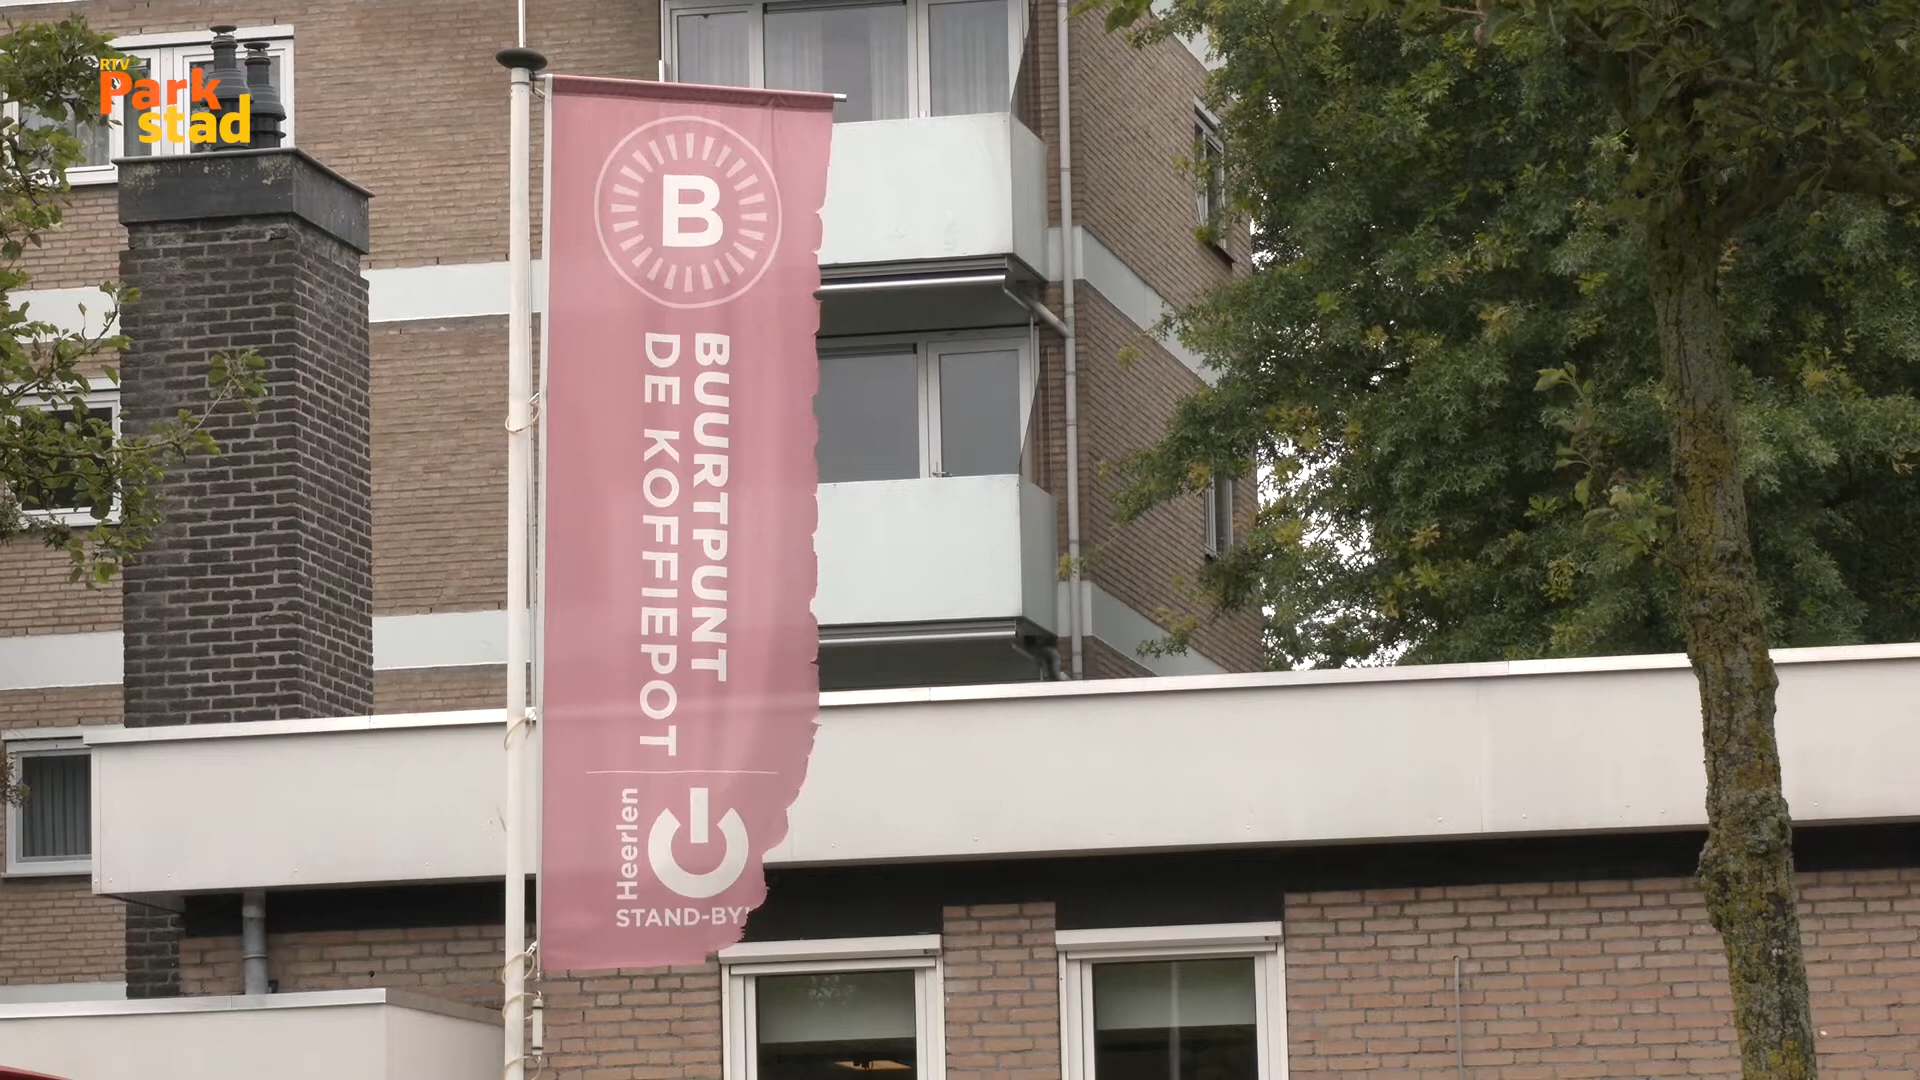 RTV
Park
stad
B
BUURTPUNT
DE KOFFIEPOT
Heerlen
STAND-BY